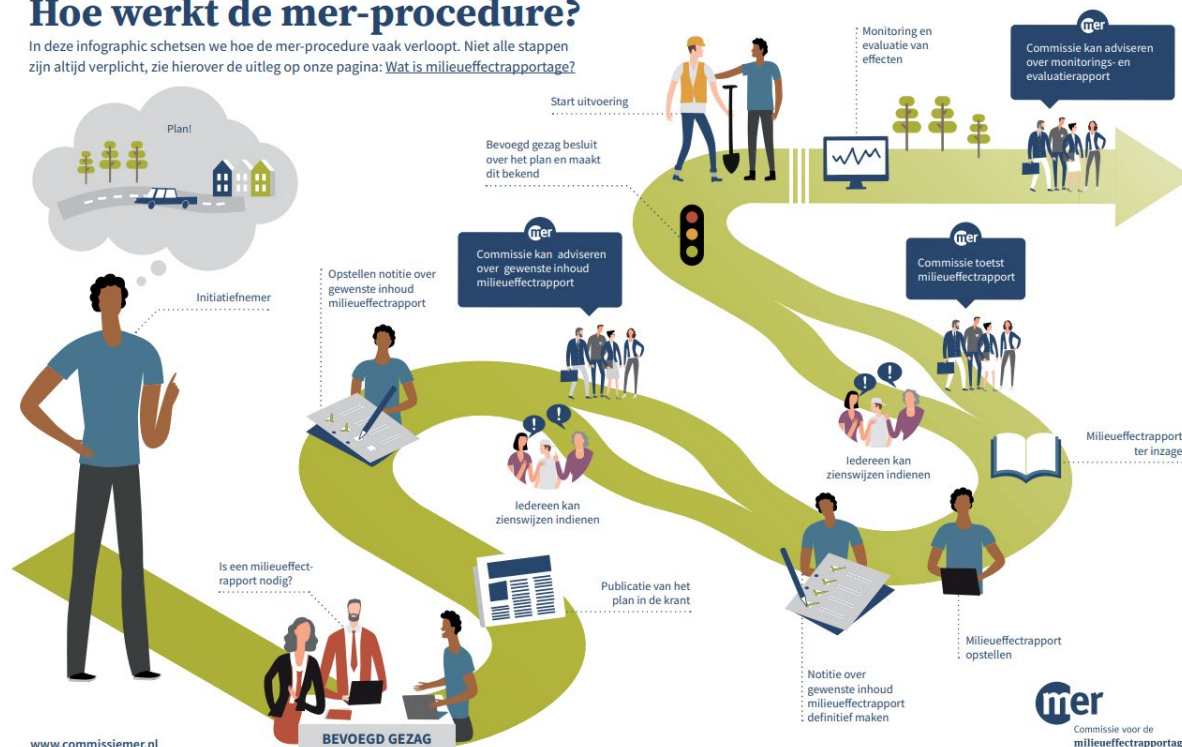 Hoe werkt de mer-procedure?
In deze infographic schetsen we hoe de mer-procedure vaak verloopt. Niet alle stappen
zijn altijd verplicht, zie hierover de uitleg op onze pagina: Wat is milieueffectrapportage?
Plan!
Initiatiefnemer
Is een milieueffect-
rapport nodig?
BEVOEGD GEZAG
Publicatie van het
plan in de krant
Opstellen notitie over
gewenste inhoud
milieueffectrapport
mer
Commissie kan adviseren
over gewenste inhoud
milieueffectrapport
Iedereen kan
zienswijzen indienen
Notitie over
gewenste inhoud
milieueffectrapport
definitief maken
Milieueffectrapport
opstellen
Milieueffectrapport
ter inzage
mer
Commissie toetst
milieueffectrapport
Iedereen kan
zienswijzen indienen
Bevoegd gezag besluit
over het plan en maakt
dit bekend
Start uitvoering
Monitoring en
evaluatie van
effecten
mer
Commissie kan adviseren
over monitorings- en
evaluatierapport
www.commissiemer.nl
mer
Commissie voor de
milieueffectrapportag